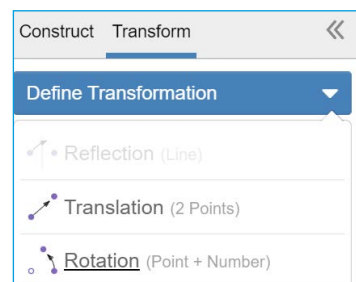 Construct Transform
Define Transformation
Reflection (Line)
Translation (2 Points)
Rotation (Point + Number)